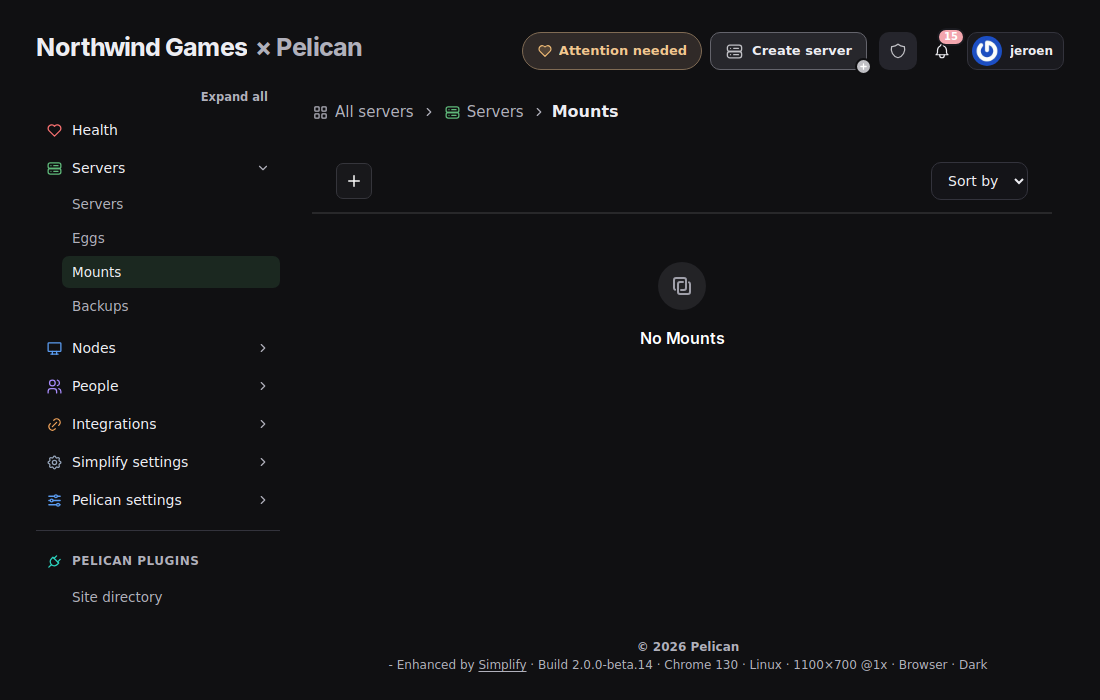 Northwind Games × Pelican
Attention needed
Create server
15
jeroen
Expand all
Health
Servers
Servers
Eggs
Mounts
Backups
Nodes
People
Integrations
Simplify settings
Pelican settings
PELICAN PLUGINS
Site directory
All servers > Servers > Mounts
+
Sort by
No Mounts
© 2026 Pelican
- Enhanced by Simplify · Build 2.0.0-beta.14 · Chrome 130 · Linux · 1100×700 @1x · Browser · Dark